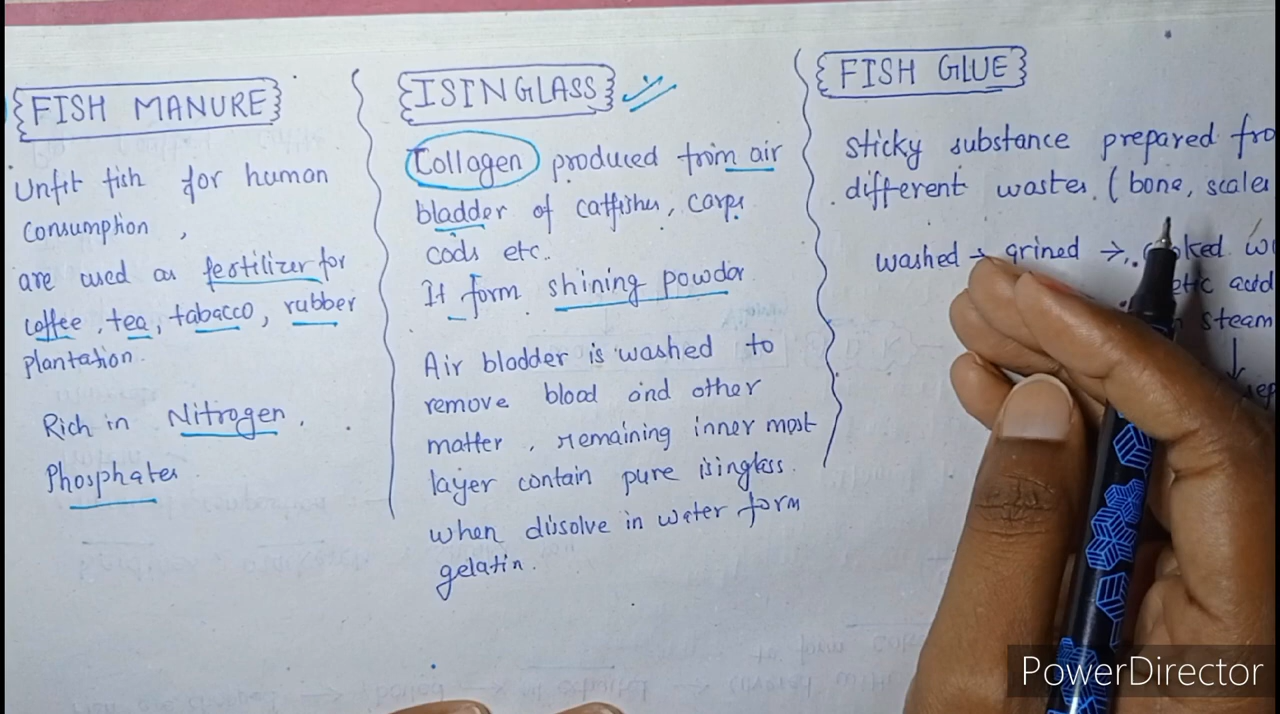 FISH MANURE
Unfit fish for human
consumption,
are used as fertilizer for
coffee, tea, tabacco, rubber
plantation.
Rich in Nitrogen,
Phosphates
ISINGLASS
Collagen produced from air
bladder of catfishes, carps
cods etc.
It form shining powder
Air bladder is washed to
remove blood and other
matter, remaining inner most
layer contain pure isinglass.
when dissolve in water form
gelatin.
FISH GLUE
sticky substance prepared fro
different wastes (bone, scales
washed → grined →
acid
steam
PowerDirector